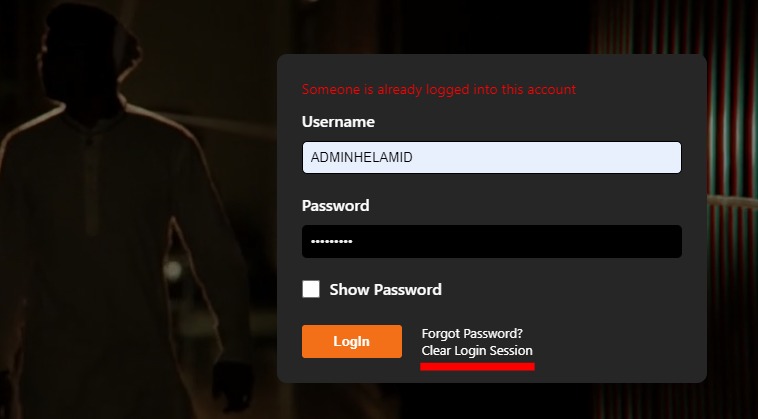 Someone is already logged into this account
Username
ADMINHELAMID
Password
•••••••••
Show Password
LogIn
Forgot Password?
Clear Login Session